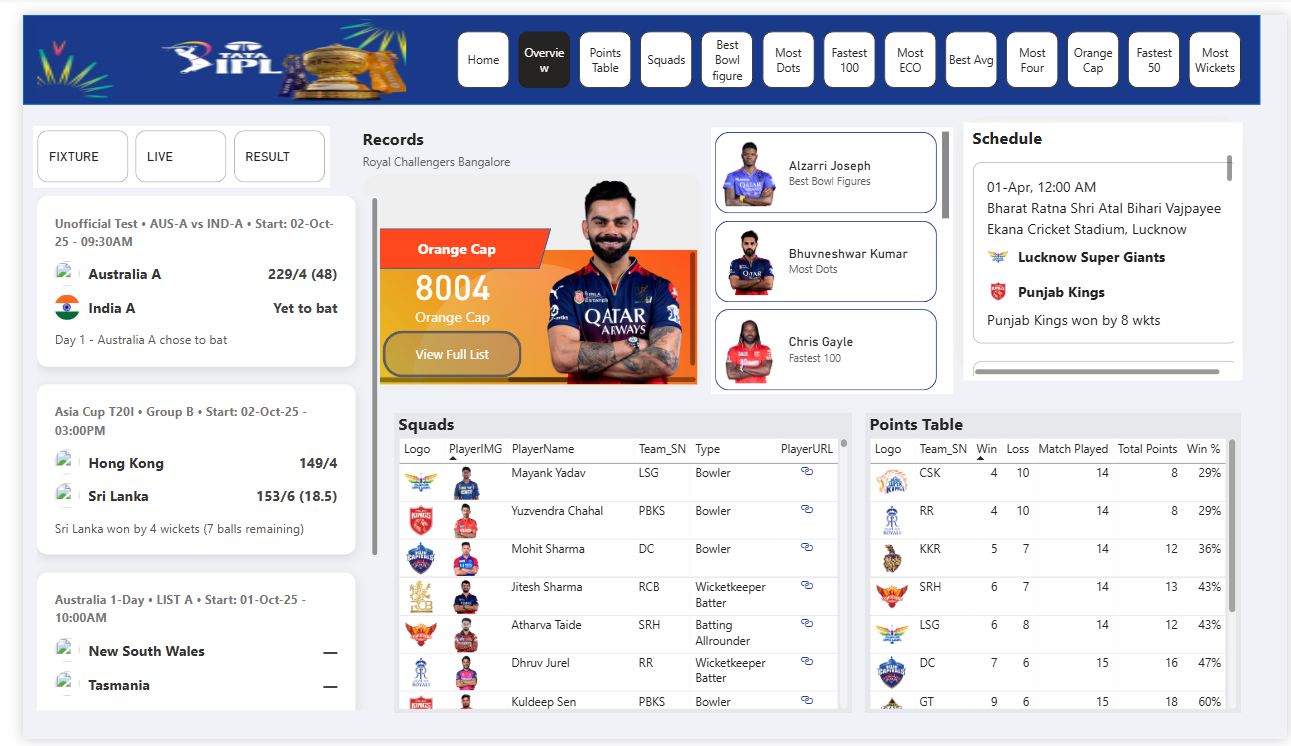 TATA
IPL
Home
Overvie
w
Points
Table
Squads
Best
Bowl
figure
Most
Dots
Fastest
100
Most
ECO
Best Avg
Most
Four
Orange
Cap
Fastest
50
Most
Wickets
FIXTURE
LIVE
RESULT
Unofficial Test • AUS-A vs IND-A • Start: 02-Oct-
25 - 09:30AM
Australia A 229/4 (48)
India A Yet to bat
Day 1 - Australia A chose to bat
Asia Cup T20I • Group B • Start: 02-Oct-25 -
03:00PM
Hong Kong 149/4
Sri Lanka 153/6 (18.5)
Sri Lanka won by 4 wickets (7 balls remaining)
Australia 1-Day • LIST A • Start: 01-Oct-25 -
10:00AM
New South Wales —
Tasmania —
Records
Royal Challengers Bangalore
Orange Cap
8004
Orange Cap
View Full List
QATAR
AIRWAYS
Alzarri Joseph
Best Bowl Figures
Bhuvneshwar Kumar
Most Dots
Chris Gayle
Fastest 100
Schedule
01-Apr, 12:00 AM
Bharat Ratna Shri Atal Bihari Vajpayee
Ekana Cricket Stadium, Lucknow
Lucknow Super Giants
Punjab Kings
Punjab Kings won by 8 wkts
Squads
Logo PlayerIMG PlayerName Team_SN Type PlayerURL
Mayank Yadav LSG Bowler
Yuzvendra Chahal PBKS Bowler
Mohit Sharma DC Bowler
Jitesh Sharma RCB Wicketkeeper
Batter
Atharva Taide SRH Batting
Allrounder
Dhruv Jurel RR Wicketkeeper
Batter
Kuldeep Sen PBKS Bowler
Points Table
Logo Team_SN Win Loss Match Played Total Points Win %
CSK 4 10 14 8 29%
RR 4 10 14 8 29%
KKR 5 7 14 12 36%
SRH 6 7 14 13 43%
LSG 6 8 14 12 43%
DC 7 6 15 16 47%
GT 9 6 15 18 60%